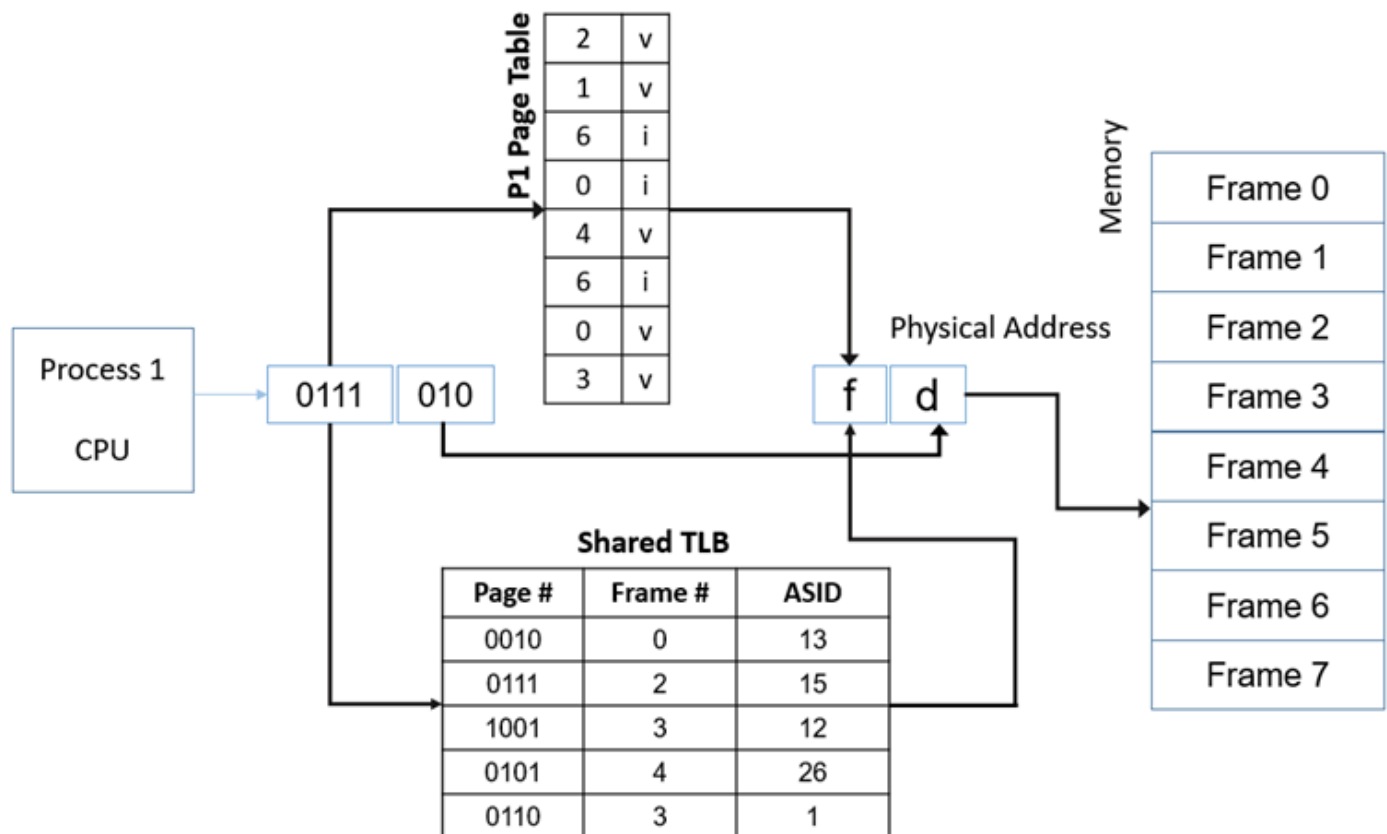 P1 Page Table
2 v
1 v
6 i
0 i
4 v
6 i
0 v
3 v
Process 1
CPU
0111 010
Physical Address
f d
Memory
Frame 0
Frame 1
Frame 2
Frame 3
Frame 4
Frame 5
Frame 6
Frame 7
Shared TLB
Page # Frame # ASID
0010 0 13
0111 2 15
1001 3 12
0101 4 26
0110 3 1